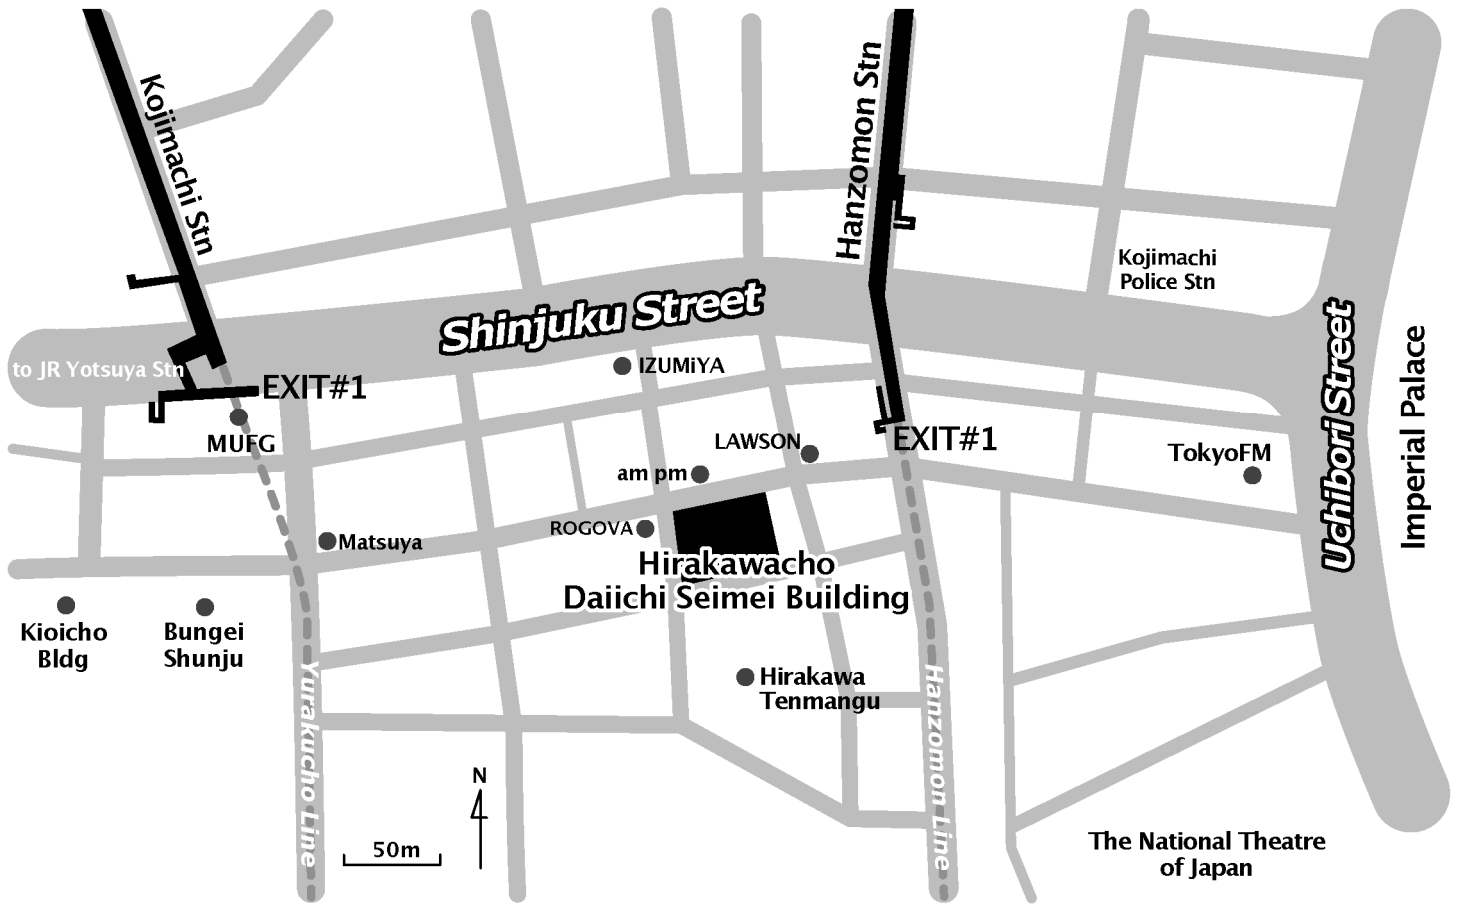 Kojimachi Stn
Hanzomon Stn
Kojimachi
Police Stn
Shinjuku Street
Uchibori Street
Imperial Palace
to JR Yotsuya Stn
IZUMiYA
EXIT#1
MUFG
LAWSON
EXIT#1
TokyoFM
am pm
ROGOVA
Matsuya
Hirakawacho
Daiichi Seimei Building
Kioicho
Bldg
Bungei
Shunju
Hirakawa
Tenmangu
Yurakucho Line
Hanzomon Line
N
50m
The National Theatre
of Japan